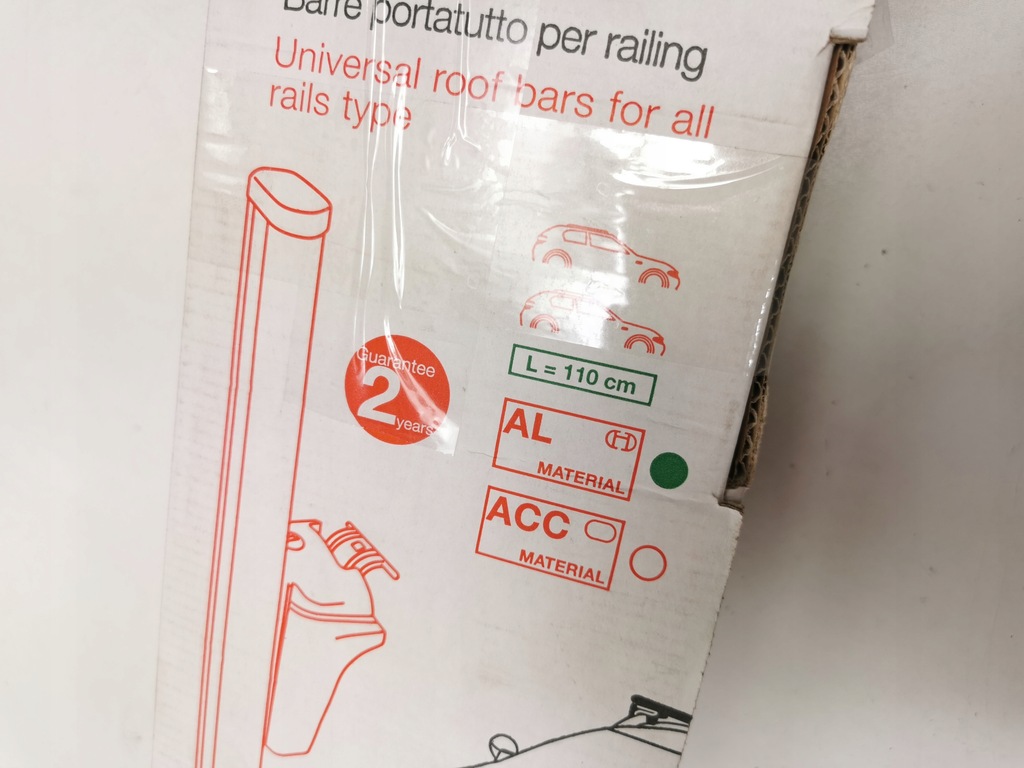 Barre portatutto per railing
Universal roof bars for all
rails type
Guarantee
2
years
L = 110 cm
AL
MATERIAL
ACC
MATERIAL